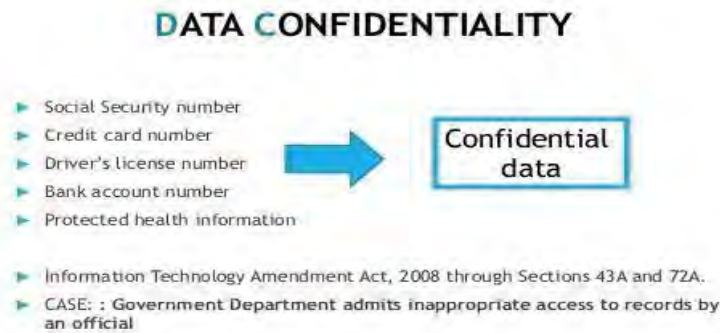 DATA CONFIDENTIALITY
Social Security number
Credit card number
Driver's license number
Bank account number
Protected health information
Confidential
data
Information Technology Amendment Act, 2008 through Sections 43A and 72A.
CASE: : Government Department admits inappropriate access to records by
an official